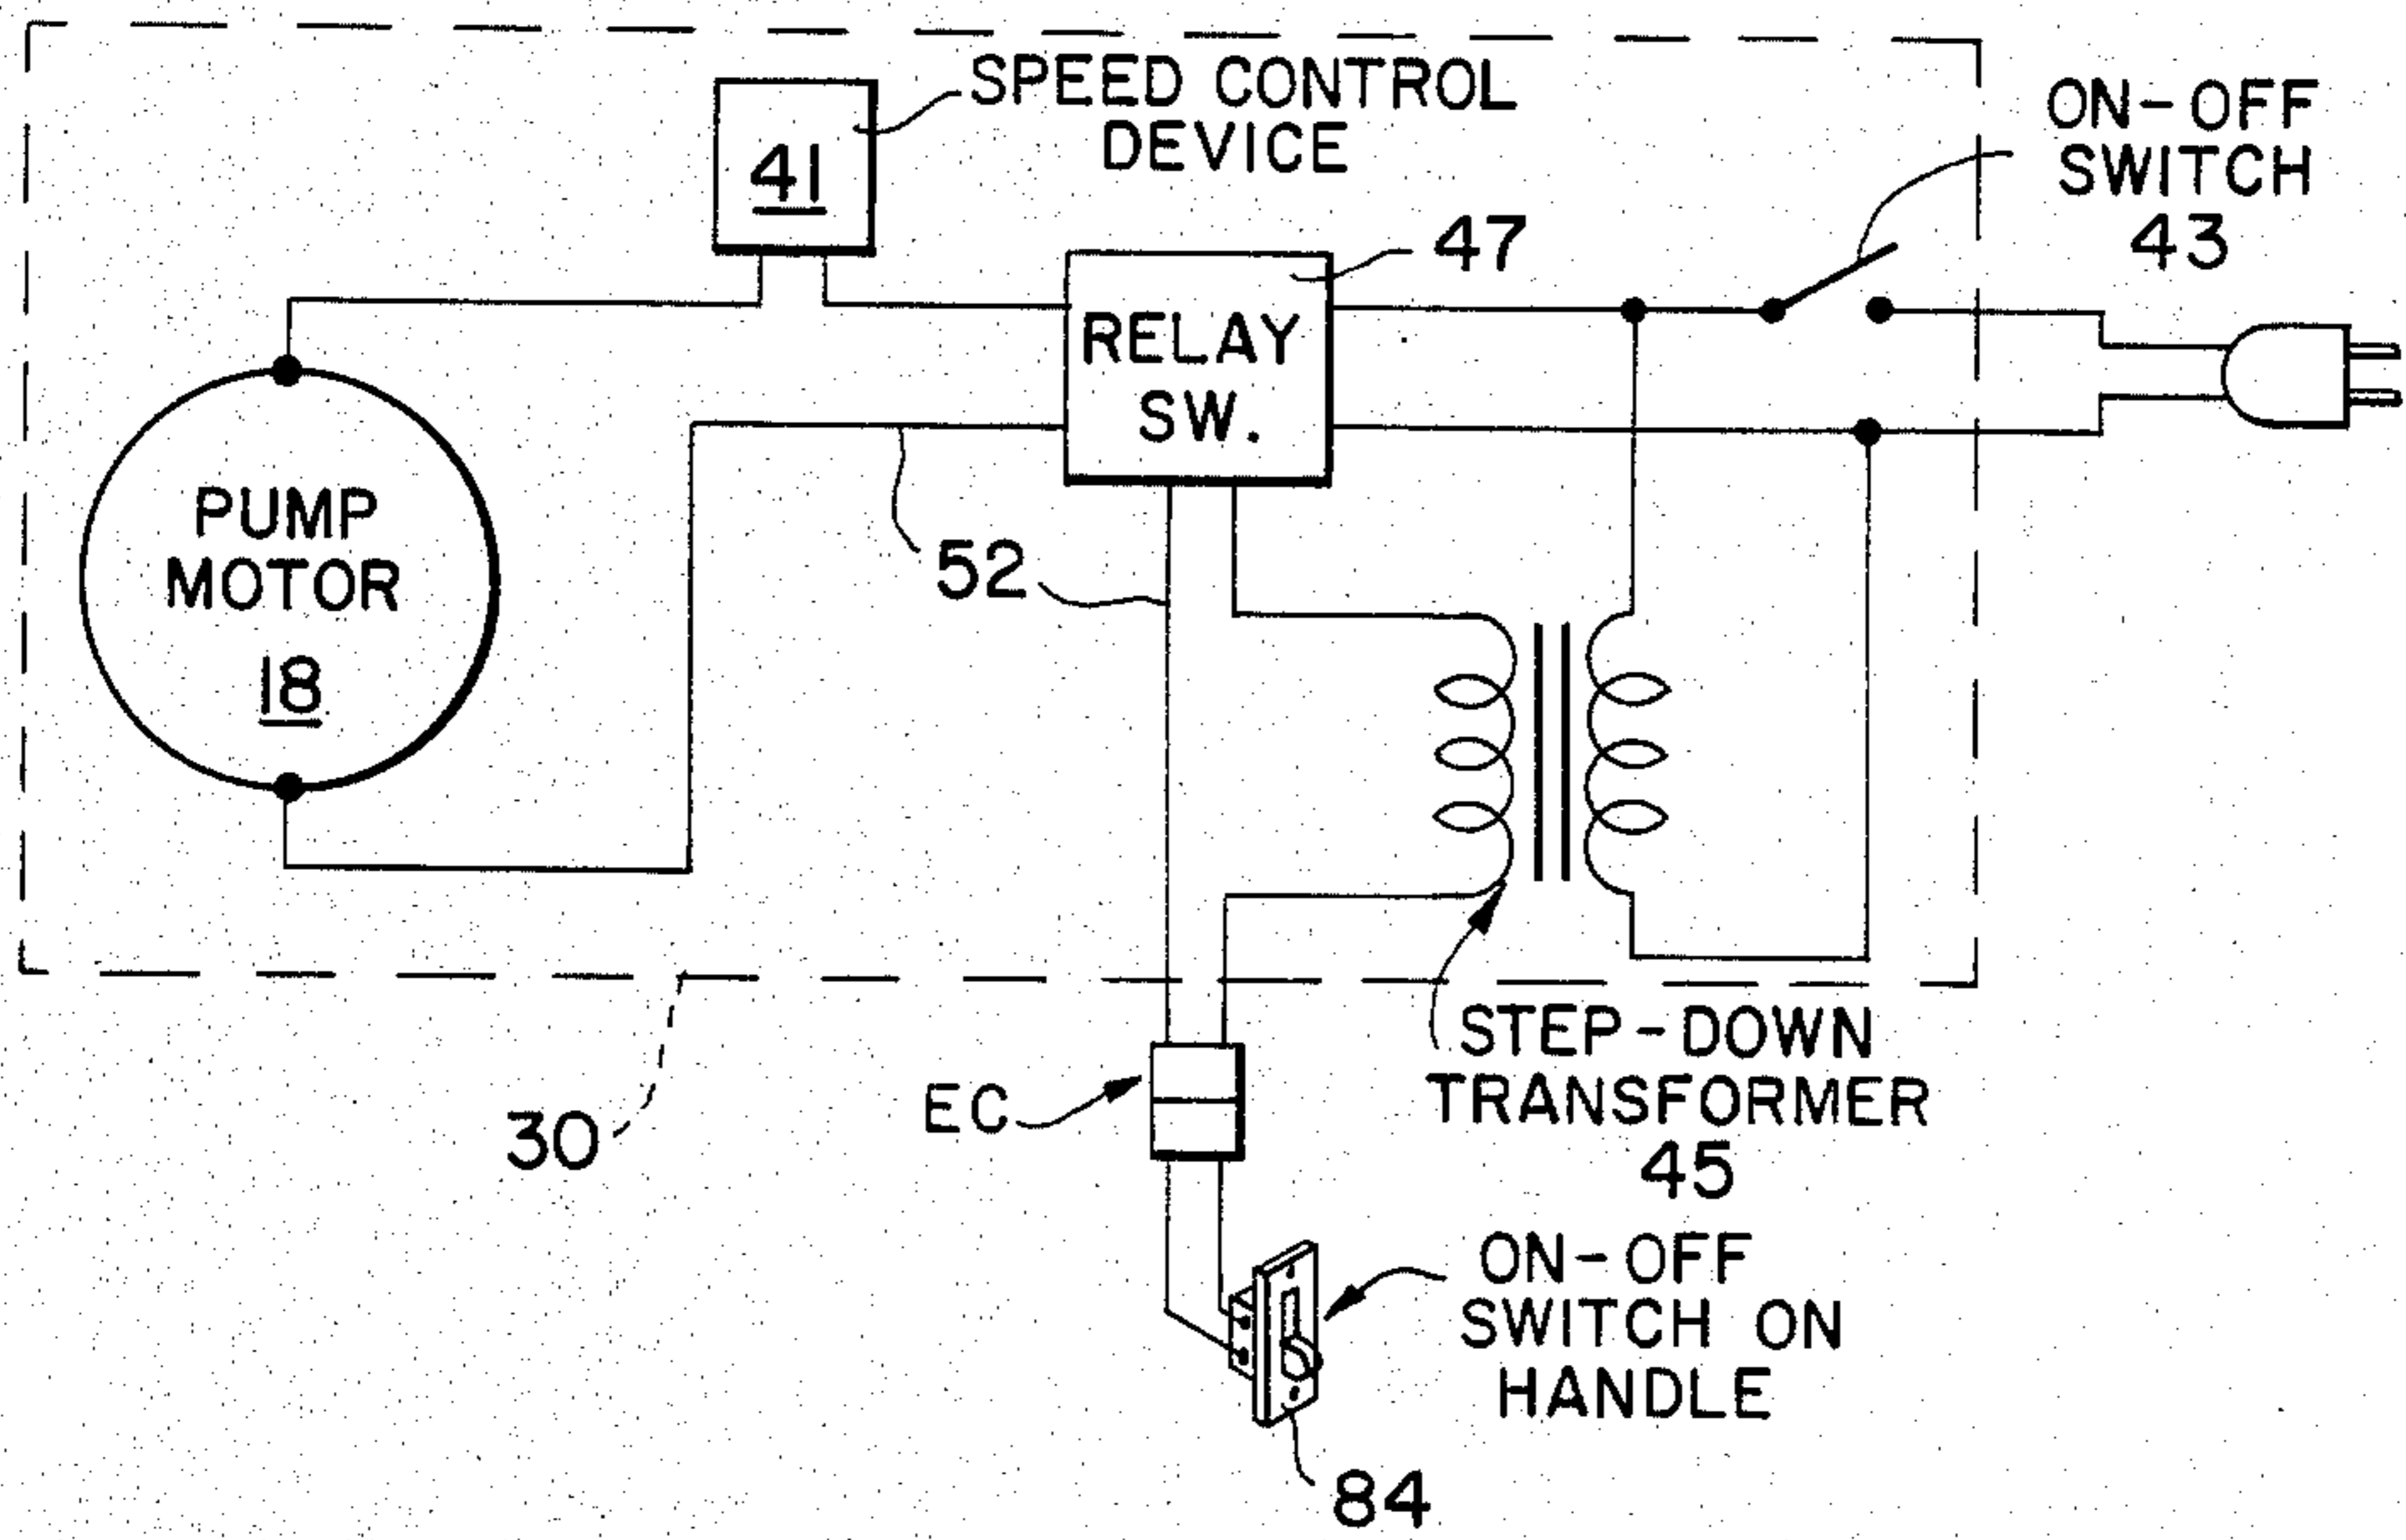 SPEED CONTROL
DEVICE
41
ON-OFF
SWITCH
43
47
RELAY
SW.
PUMP
MOTOR
18
52
STEP-DOWN
TRANSFORMER
45
EC
30
ON-OFF
SWITCH ON
HANDLE
84